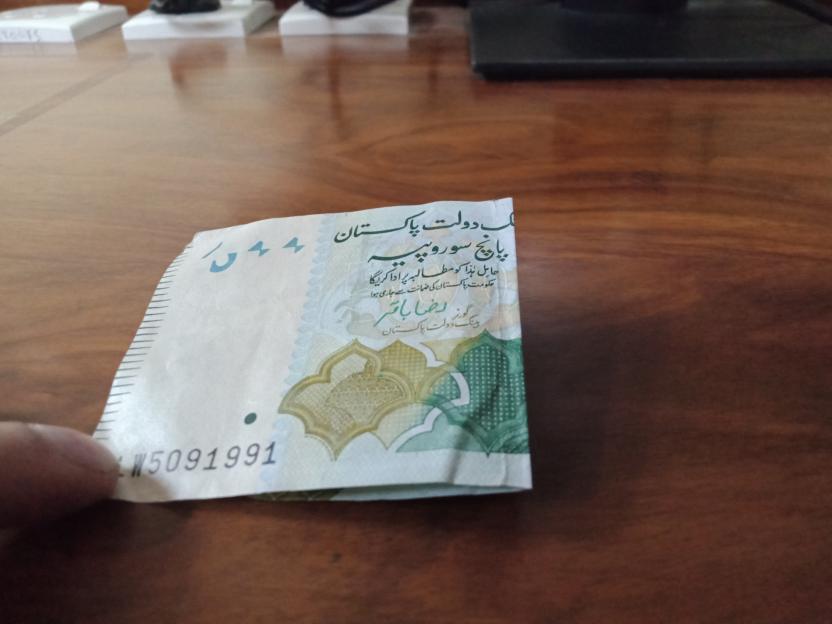 دولت پاکستان
پانچ سو روپیہ
حامل ہٰذا کو مطالبہ پر ادا کریگا
حکومت پاکستان کی ضمانت سے جاری ہوا
رضا باقر
گورنر
بینک دولت پاکستان
W5091991